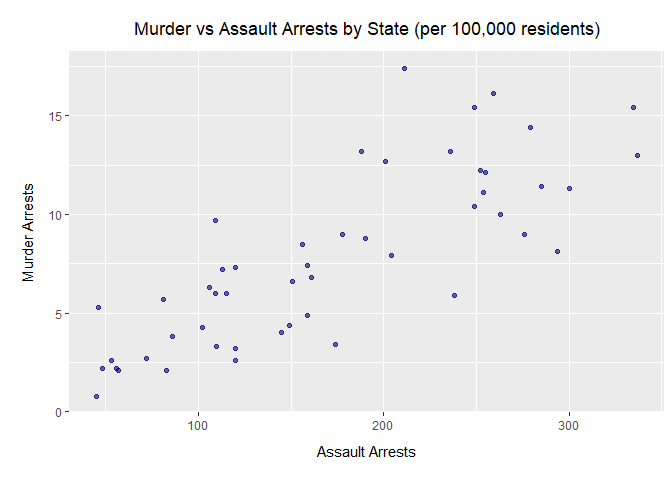 Murder vs Assault Arrests by State (per 100,000 residents)
15
10
5
0
Murder Arrests
100 200 300
Assault Arrests